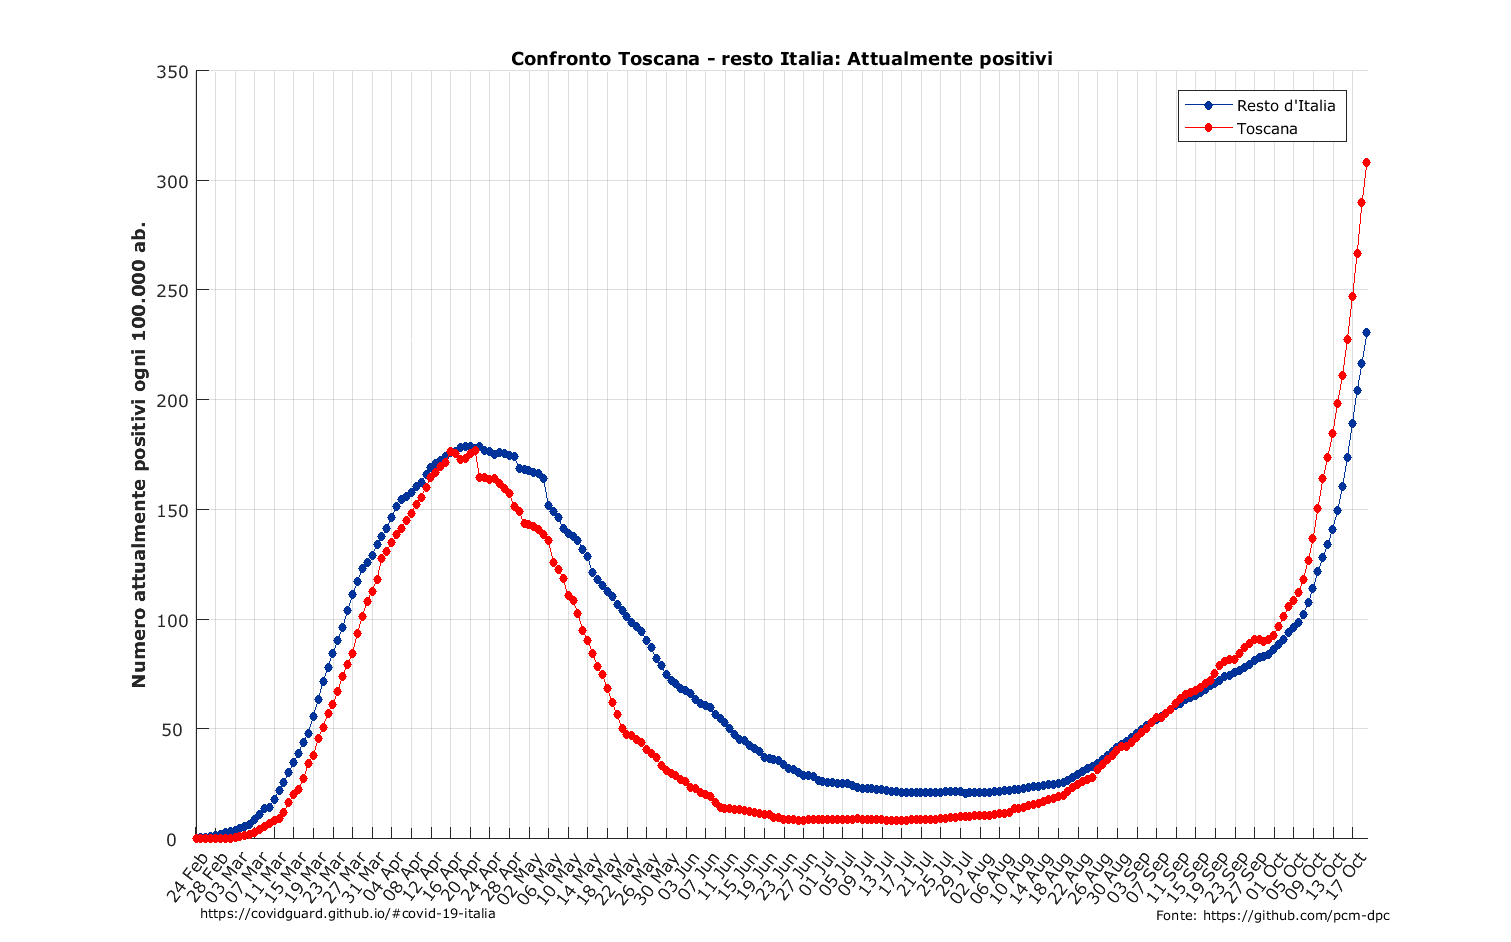 Confronto Toscana - resto Italia: Attualmente positivi
Numero attualmente positivi ogni 100.000 ab.
350
300
250
200
150
100
50
0
Resto d'Italia
Toscana
24 Feb
28 Feb
03 Mar
07 Mar
11 Mar
15 Mar
19 Mar
23 Mar
27 Mar
31 Mar
04 Apr
08 Apr
12 Apr
16 Apr
20 Apr
24 Apr
28 Apr
02 May
06 May
10 May
14 May
18 May
22 May
26 May
30 May
03 Jun
07 Jun
11 Jun
15 Jun
19 Jun
23 Jun
27 Jun
01 Jul
05 Jul
09 Jul
13 Jul
17 Jul
21 Jul
25 Jul
29 Jul
02 Aug
06 Aug
10 Aug
14 Aug
18 Aug
22 Aug
26 Aug
30 Aug
03 Sep
07 Sep
11 Sep
15 Sep
19 Sep
23 Sep
27 Sep
01 Oct
05 Oct
09 Oct
13 Oct
17 Oct
https://covidguard.github.io/#covid-19-italia
Fonte: https://github.com/pcm-dpc